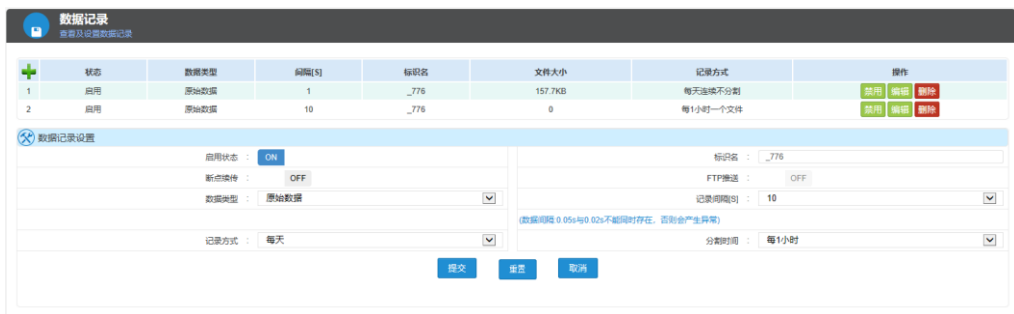 数据记录
查看及设置数据记录
状态 数据类型 间隔[S] 标识名 文件大小 记录方式 操作
1 启用 原始数据 1 _776 157.7KB 每天连续不分割 禁用 编辑 删除
2 启用 原始数据 10 _776 0 每1小时一个文件 禁用 编辑 删除
数据记录设置
启用状态 : ON 标识名 : _776
断点续传 : OFF FTP推送 : OFF
数据类型 : 原始数据 记录间隔[S] : 10
(数据间隔 0.05s与0.02s不能同时存在，否则会产生异常)
记录方式 : 每天 分割时间 : 每1小时
提交 重置 取消